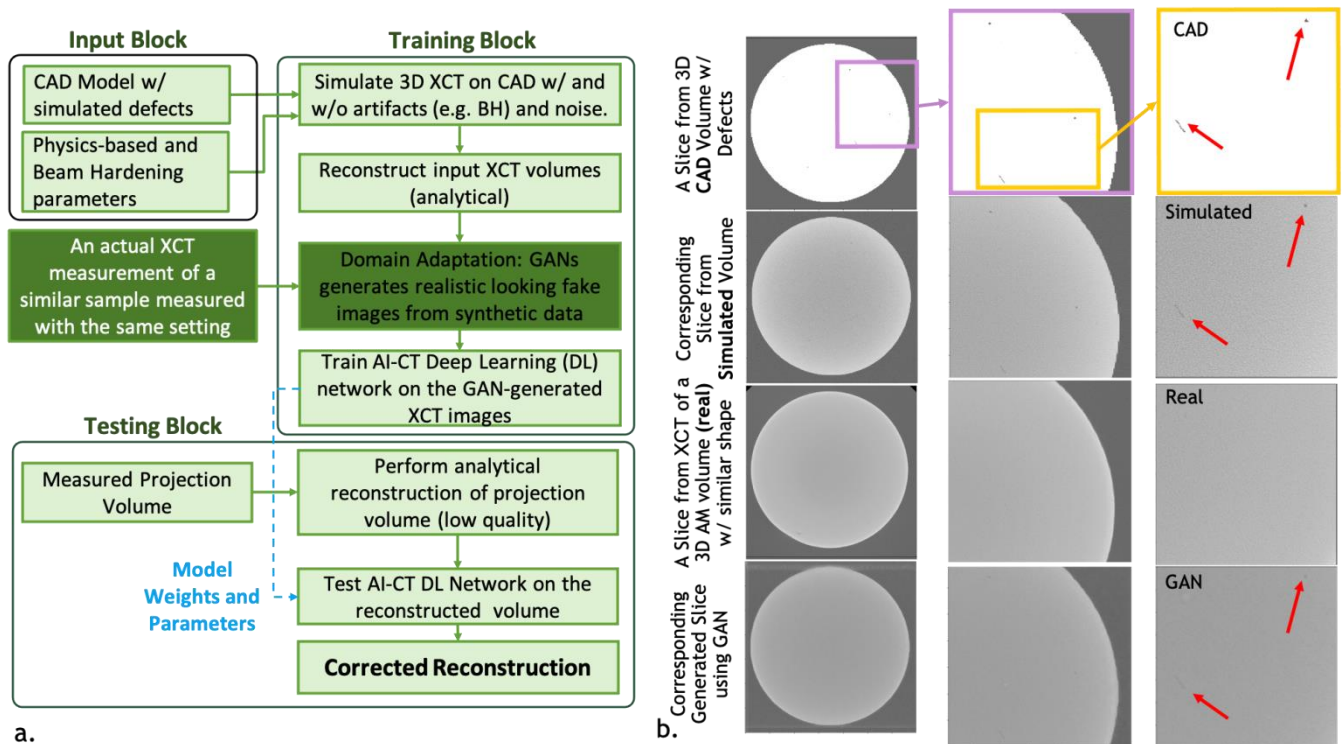 Input Block
CAD Model w/
simulated defects
Physics-based and
Beam Hardening
parameters
An actual XCT
measurement of a
similar sample measured
with the same setting
Training Block
Simulate 3D XCT on CAD w/ and
w/o artifacts (e.g. BH) and noise.
Reconstruct input XCT volumes
(analytical)
Domain Adaptation: GANs
generates realistic looking fake
images from synthetic data
Train AI-CT Deep Learning (DL)
network on the GAN-generated
XCT images
Testing Block
Measured Projection
Volume
Perform analytical
reconstruction of projection
volume (low quality)
Model
Weights and
Parameters
Test AI-CT DL Network on the
reconstructed volume
Corrected Reconstruction
a.
A Slice from 3D
CAD Volume w/
Defects
CAD
Corresponding
Slice from
Simulated Volume
Simulated
A Slice from XCT of a
3D AM volume (real)
w/ similar shape
Real
Corresponding
Generated Slice
using GAN
GAN
b.